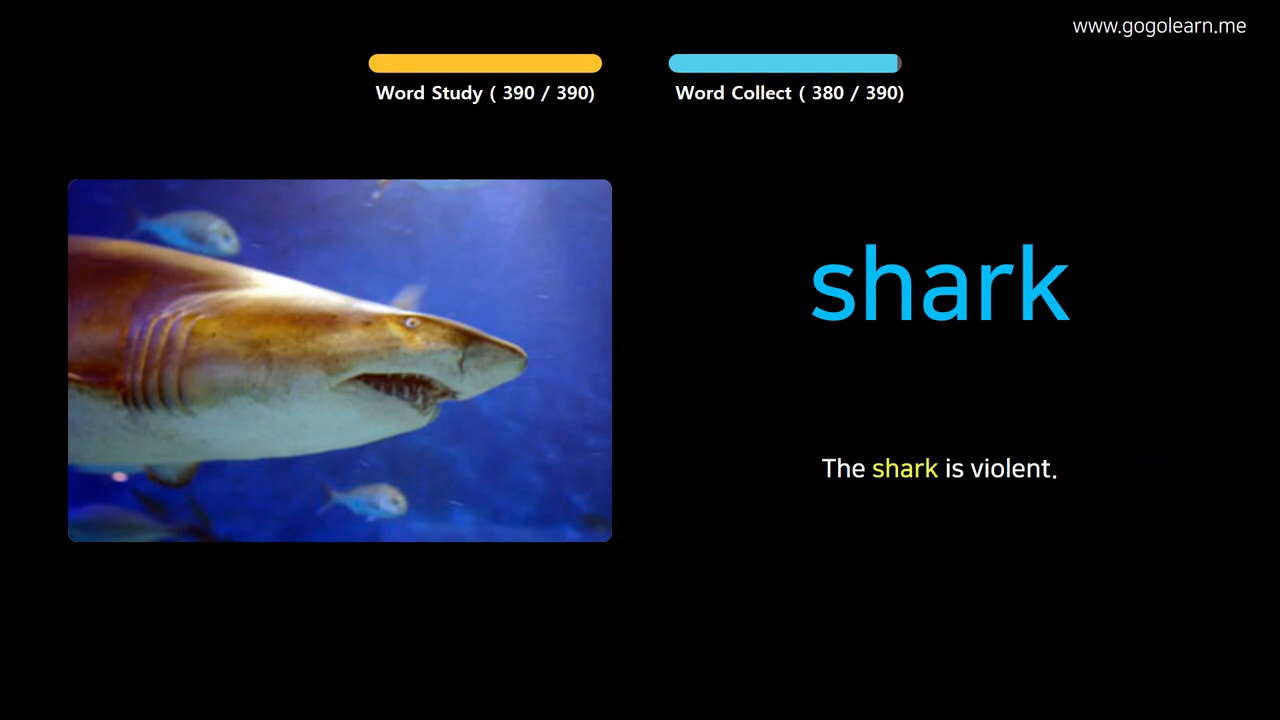 www.gogolearn.me
Word Study ( 390 / 390)
Word Collect ( 380 / 390)
shark
The shark is violent.